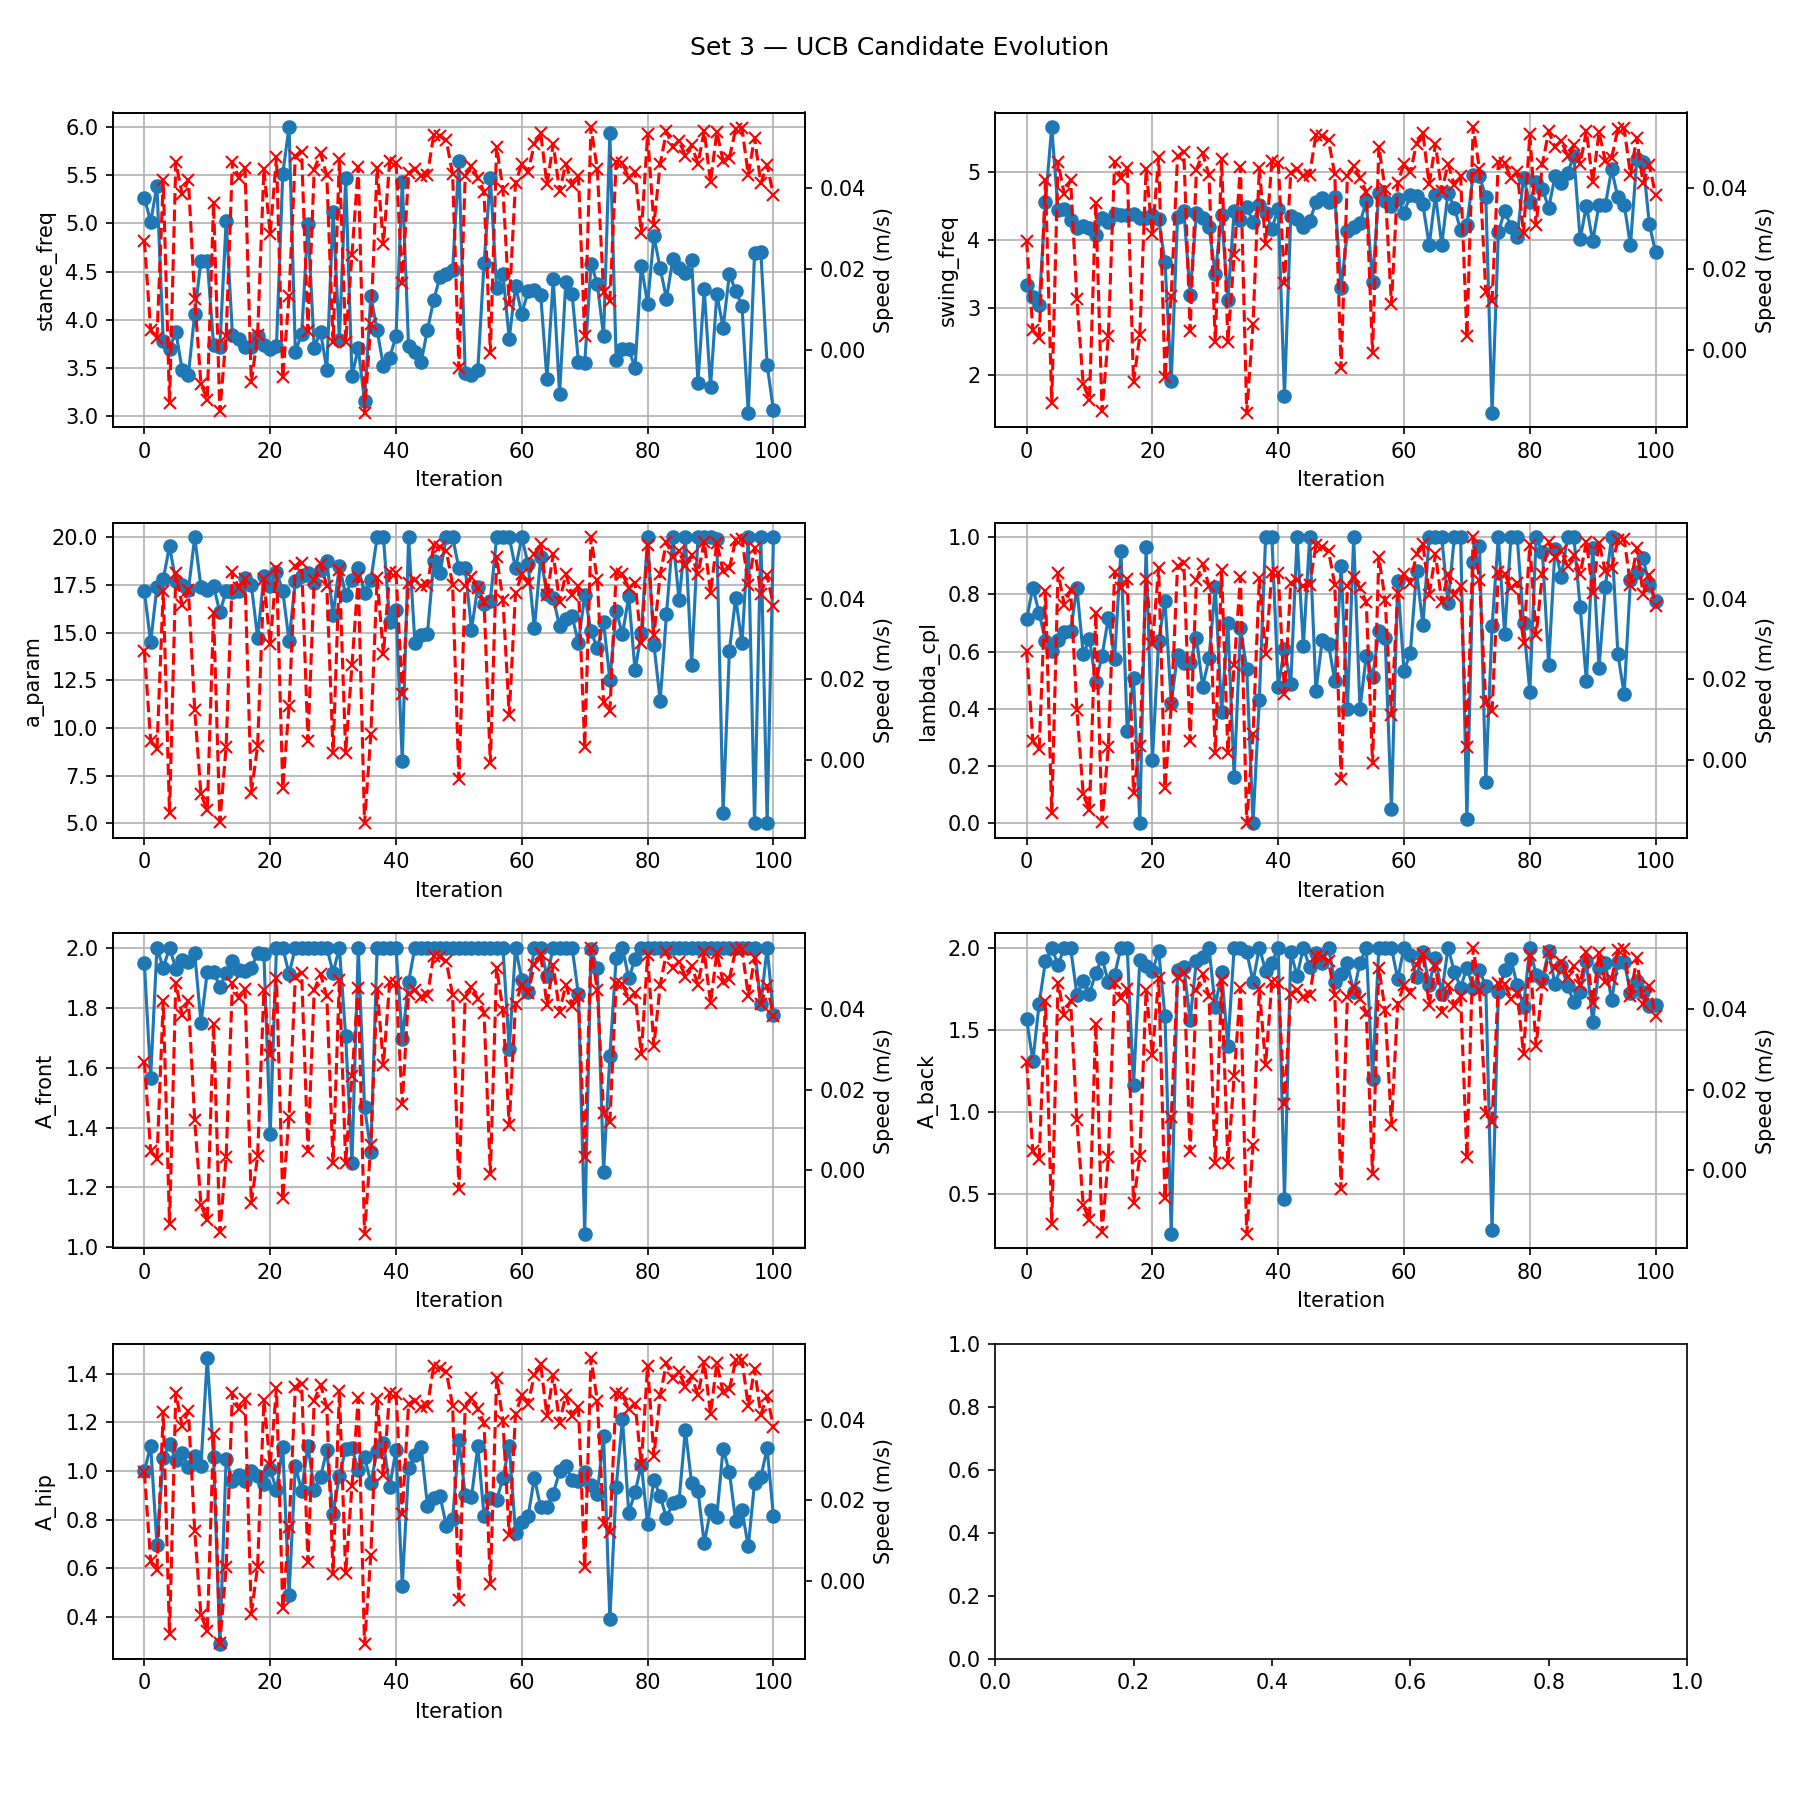 Set 3 — UCB Candidate Evolution
6.0
5.5
5.0
4.5
4.0
3.5
3.0
stance_freq
0.04
0.02
0.00
Speed (m/s)
0 20 40 60 80 100
Iteration
5
4
3
2
swing_freq
0.04
0.02
0.00
Speed (m/s)
0 20 40 60 80 100
Iteration
20.0
17.5
15.0
12.5
10.0
7.5
5.0
a_param
0.04
0.02
0.00
Speed (m/s)
0 20 40 60 80 100
Iteration
1.0
0.8
0.6
0.4
0.2
0.0
lambda_cpl
0.04
0.02
0.00
Speed (m/s)
0 20 40 60 80 100
Iteration
2.0
1.8
1.6
1.4
1.2
1.0
A_front
0.04
0.02
0.00
Speed (m/s)
0 20 40 60 80 100
Iteration
2.0
1.5
1.0
0.5
A_back
0.04
0.02
0.00
Speed (m/s)
0 20 40 60 80 100
Iteration
1.4
1.2
1.0
0.8
0.6
0.4
A_hip
0.04
0.02
0.00
Speed (m/s)
0 20 40 60 80 100
Iteration
1.0
0.8
0.6
0.4
0.2
0.0
0.0 0.2 0.4 0.6 0.8 1.0